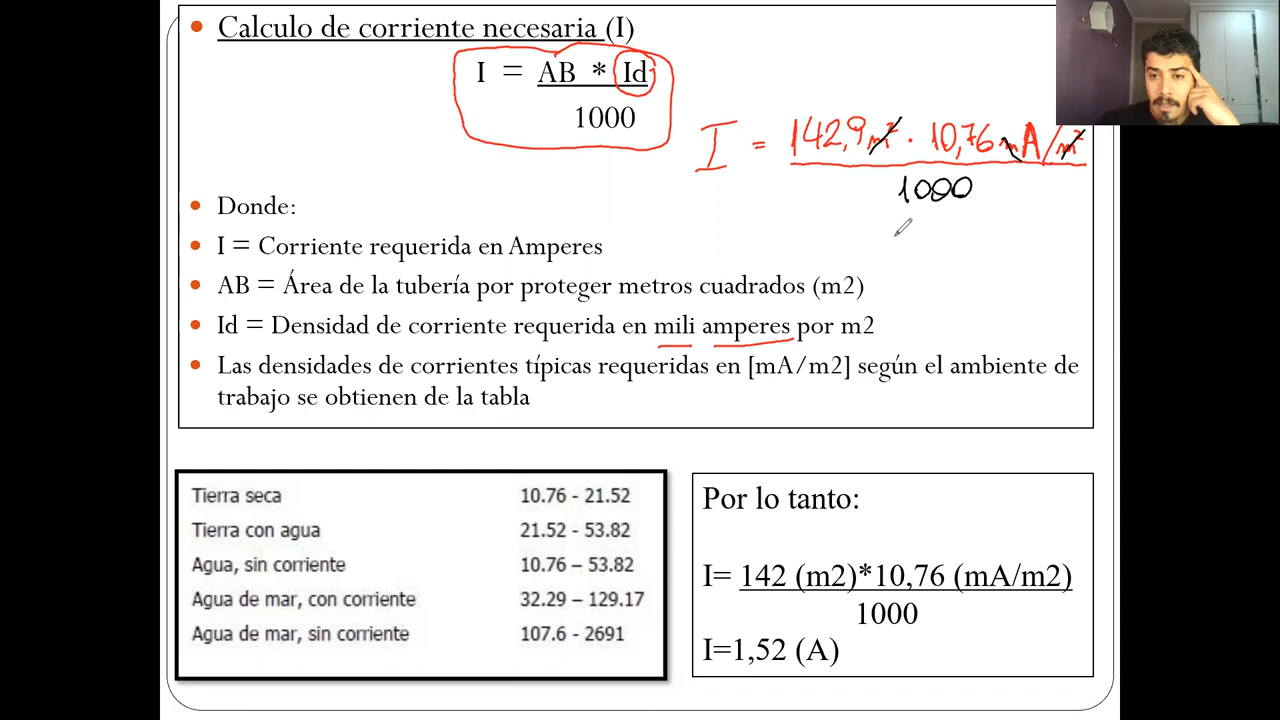 Calculo de corriente necesaria (I)
I = AB * Id
1000
I = 142,9 m² · 10,76 mA/m²
1000
Donde:
I = Corriente requerida en Amperes
AB = Área de la tubería por proteger metros cuadrados (m2)
Id = Densidad de corriente requerida en mili amperes por m2
Las densidades de corrientes típicas requeridas en [mA/m2] según el ambiente de
trabajo se obtienen de la tabla
Tierra seca 10.76 - 21.52
Tierra con agua 21.52 - 53.82
Agua, sin corriente 10.76 – 53.82
Agua de mar, con corriente 32.29 – 129.17
Agua de mar, sin corriente 107.6 - 2691
Por lo tanto:
I= 142 (m2)*10,76 (mA/m2)
1000
I=1,52 (A)